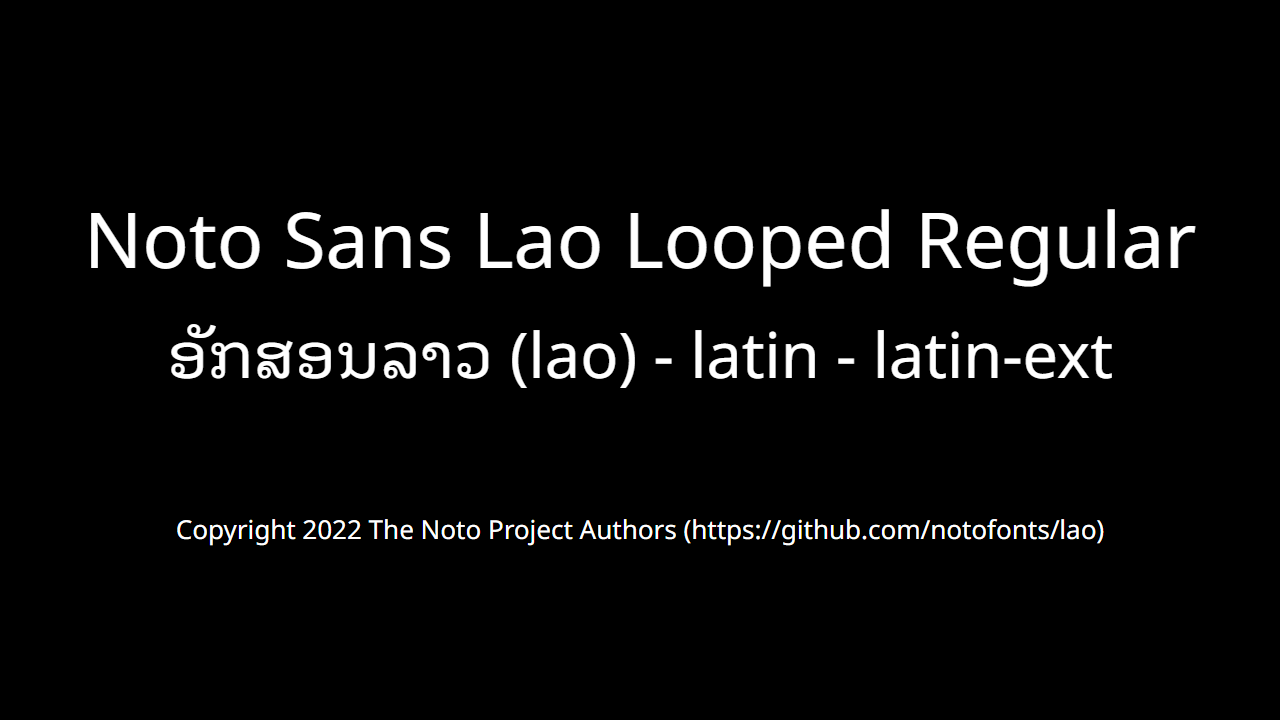 Noto Sans Lao Looped Regular
ອັກສອນລາວ (lao) - latin - latin-ext
Copyright 2022 The Noto Project Authors (https://github.com/notofonts/lao)